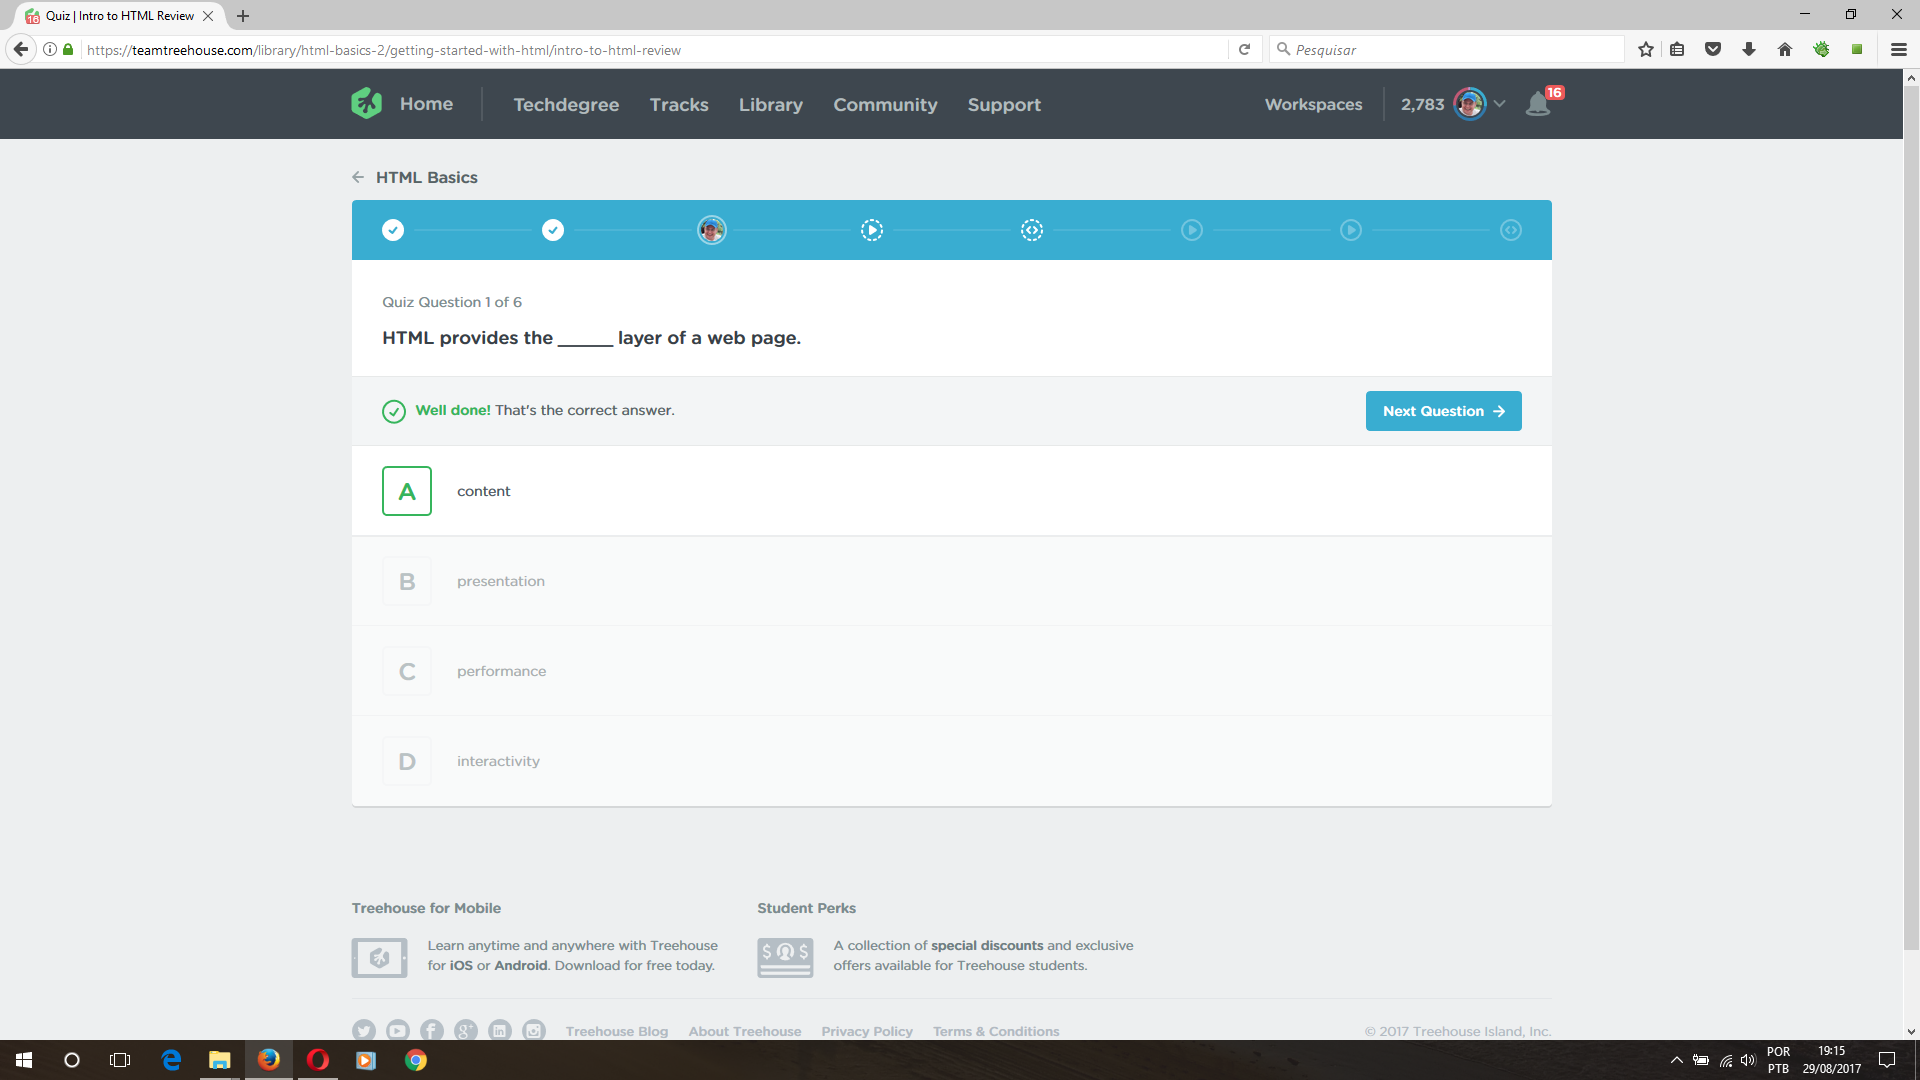 18 Quiz | Intro to HTML Review
https://teamtreehouse.com/library/html-basics-2/getting-started-with-html/intro-to-html-review
Pesquisar
Home Techdegree Tracks Library Community Support Workspaces 2,783 16
HTML Basics
Quiz Question 1 of 6
HTML provides the ______ layer of a web page.
Well done! That's the correct answer.
Next Question
A content
B presentation
C performance
D interactivity
Treehouse for Mobile
Learn anytime and anywhere with Treehouse
for iOS or Android. Download for free today.
Student Perks
A collection of special discounts and exclusive
offers available for Treehouse students.
Treehouse Blog About Treehouse Privacy Policy Terms & Conditions © 2017 Treehouse Island, Inc.
POR 19:15
PTB 29/08/2017